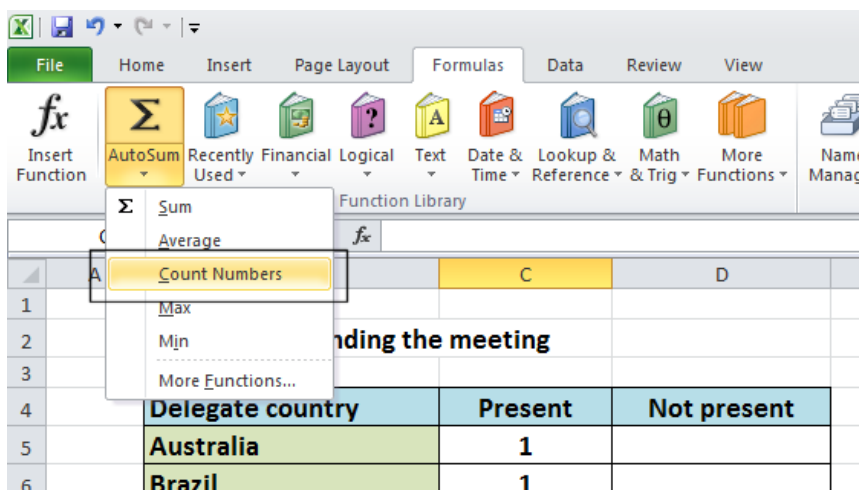 File Home Insert Page Layout Formulas Data Review View
fx Σ ? A θ
Insert AutoSum Recently Financial Logical Text Date & Lookup & Math More
Function Used Time Reference & Trig Functions
Function Library
Σ Sum
Average
fx
Count Numbers
A C D
1
Max
2 Min the meeting
3
More Functions...
4 Delegate country Present Not present
5 Australia 1
6 Brazil 1